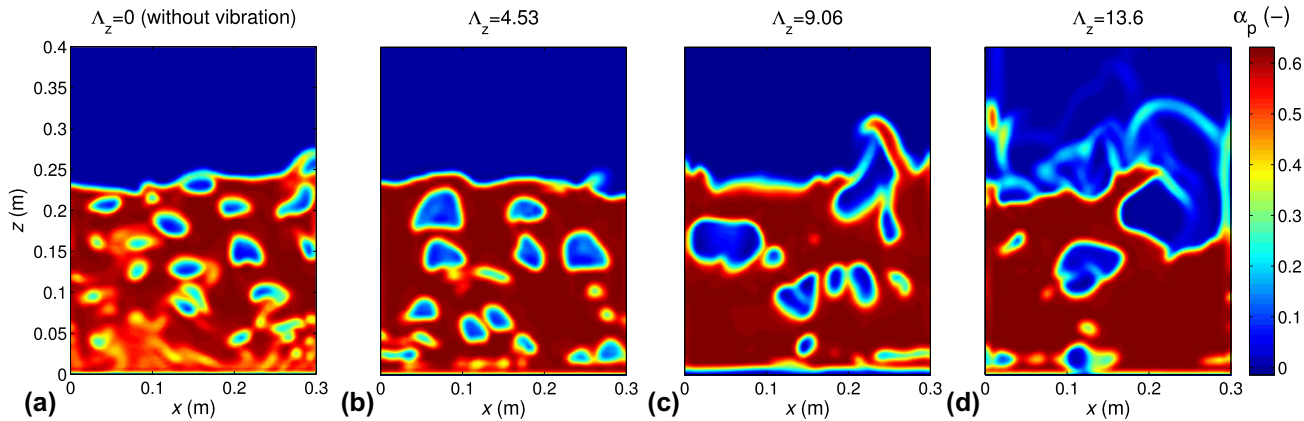 Λz=0 (without vibration)
Λz=4.53
Λz=9.06
Λz=13.6
αp (−)
0.4
0.35
0.3
0.25
0.2
0.15
0.1
0.05
0
z (m)
0.6
0.5
0.4
0.3
0.2
0.1
0
0.1 0.2 0.3
0 0.1 0.2 0.3
0 0.1 0.2 0.3
0 0.1 0.2 0.3
(a) x (m)
(b) x (m)
(c) x (m)
(d) x (m)